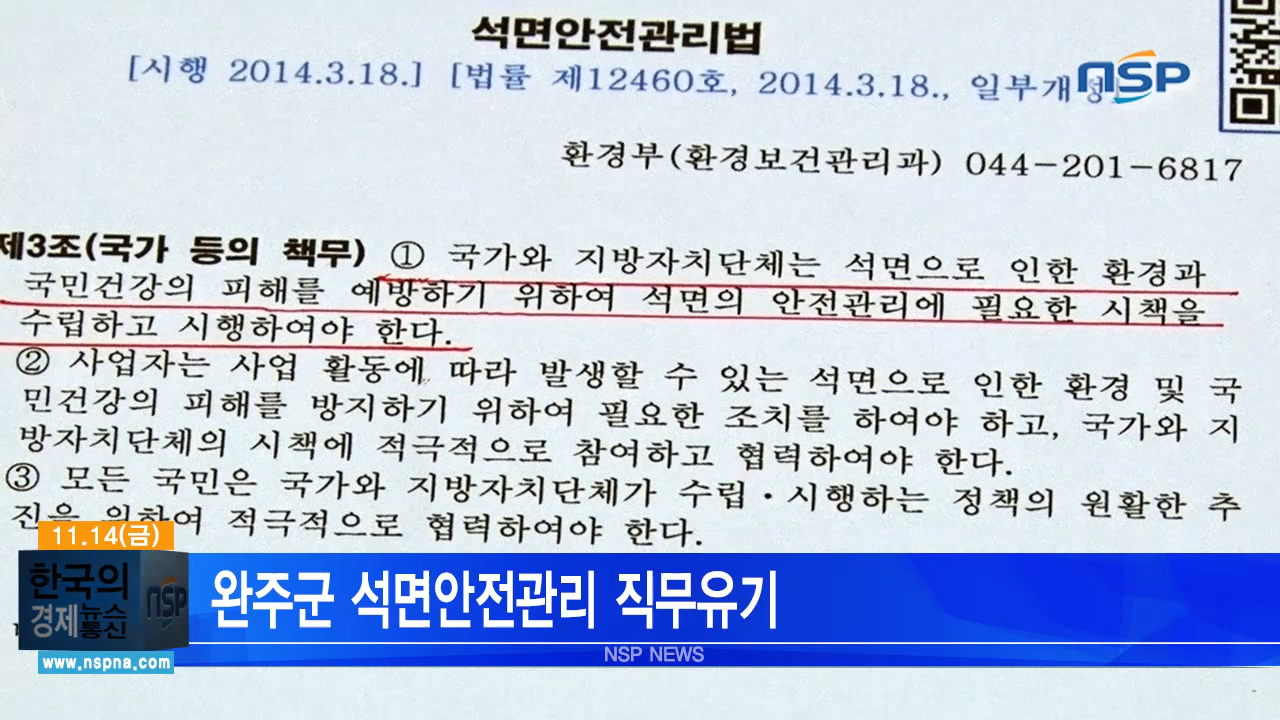 석면안전관리법
[시행 2014.3.18.] [법률 제12460호, 2014.3.18., 일부개정]
NSP
환경부(환경보건관리과) 044-201-6817
제3조(국가 등의 책무) ① 국가와 지방자치단체는 석면으로 인한 환경과
국민건강의 피해를 예방하기 위하여 석면의 안전관리에 필요한 시책을
수립하고 시행하여야 한다.
② 사업자는 사업 활동에 따라 발생할 수 있는 석면으로 인한 환경 및 국
민건강의 피해를 방지하기 위하여 필요한 조치를 하여야 하고, 국가와 지
방자치단체의 시책에 적극적으로 참여하고 협력하여야 한다.
③ 모든 국민은 국가와 지방자치단체가 수립·시행하는 정책의 원활한 추
진을 위하여 적극적으로 협력하여야 한다.
11.14(금)
한국의
경제뉴스
통신
NSP
www.nspna.com
완주군 석면안전관리 직무유기
NSP NEWS